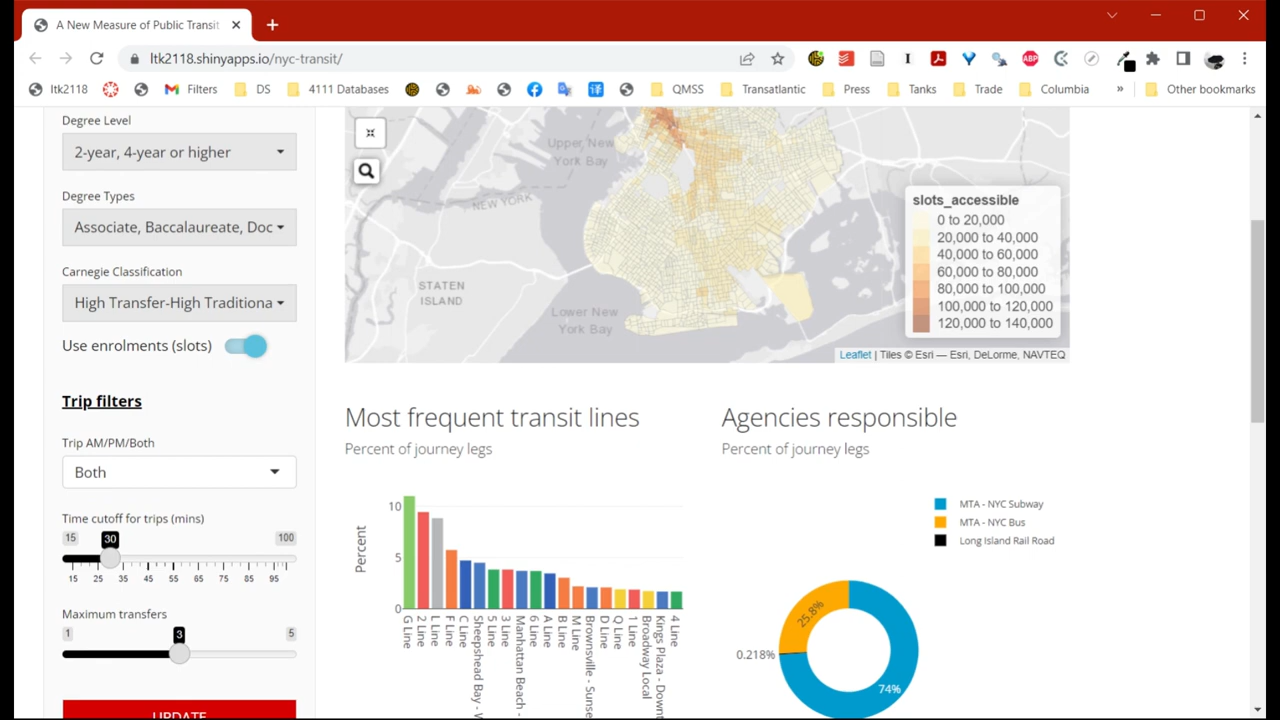 A New Measure of Public Transit
ltk2118.shinyapps.io/nyc-transit/
ltk2118
Filters
DS
4111 Databases
QMSS
Transatlantic
Press
Tanks
Trade
Columbia
»
Other bookmarks
ABP
Degree Level
2-year, 4-year or higher
Degree Types
Associate, Baccalaureate, Doc
Carnegie Classification
High Transfer-High Traditiona
Use enrolments (slots)
Trip filters
Trip AM/PM/Both
Both
Time cutoff for trips (mins)
15 30 100
15 25 35 45 55 65 75 85 95
Maximum transfers
1 3 5
UPDATE
Upper New
York Bay
NEW YORK
STATEN
ISLAND
Lower New
York Bay
slots_accessible
0 to 20,000
20,000 to 40,000
40,000 to 60,000
60,000 to 80,000
80,000 to 100,000
100,000 to 120,000
120,000 to 140,000
Leaflet | Tiles © Esri — Esri, DeLorme, NAVTEQ
Most frequent transit lines
Percent of journey legs
Percent
10
5
0
G Line
2 Line
L Line
F Line
C Line
Sheepshead Bay - W
5 Line
3 Line
Manhattan Beach -
6 Line
A Line
B Line
M Line
Brownsville - Sunse
D Line
Q Line
1 Line
Broadway Local
Kings Plaza - Downt
4 Line
Agencies responsible
Percent of journey legs
MTA - NYC Subway
MTA - NYC Bus
Long Island Rail Road
25.8%
0.218%
74%